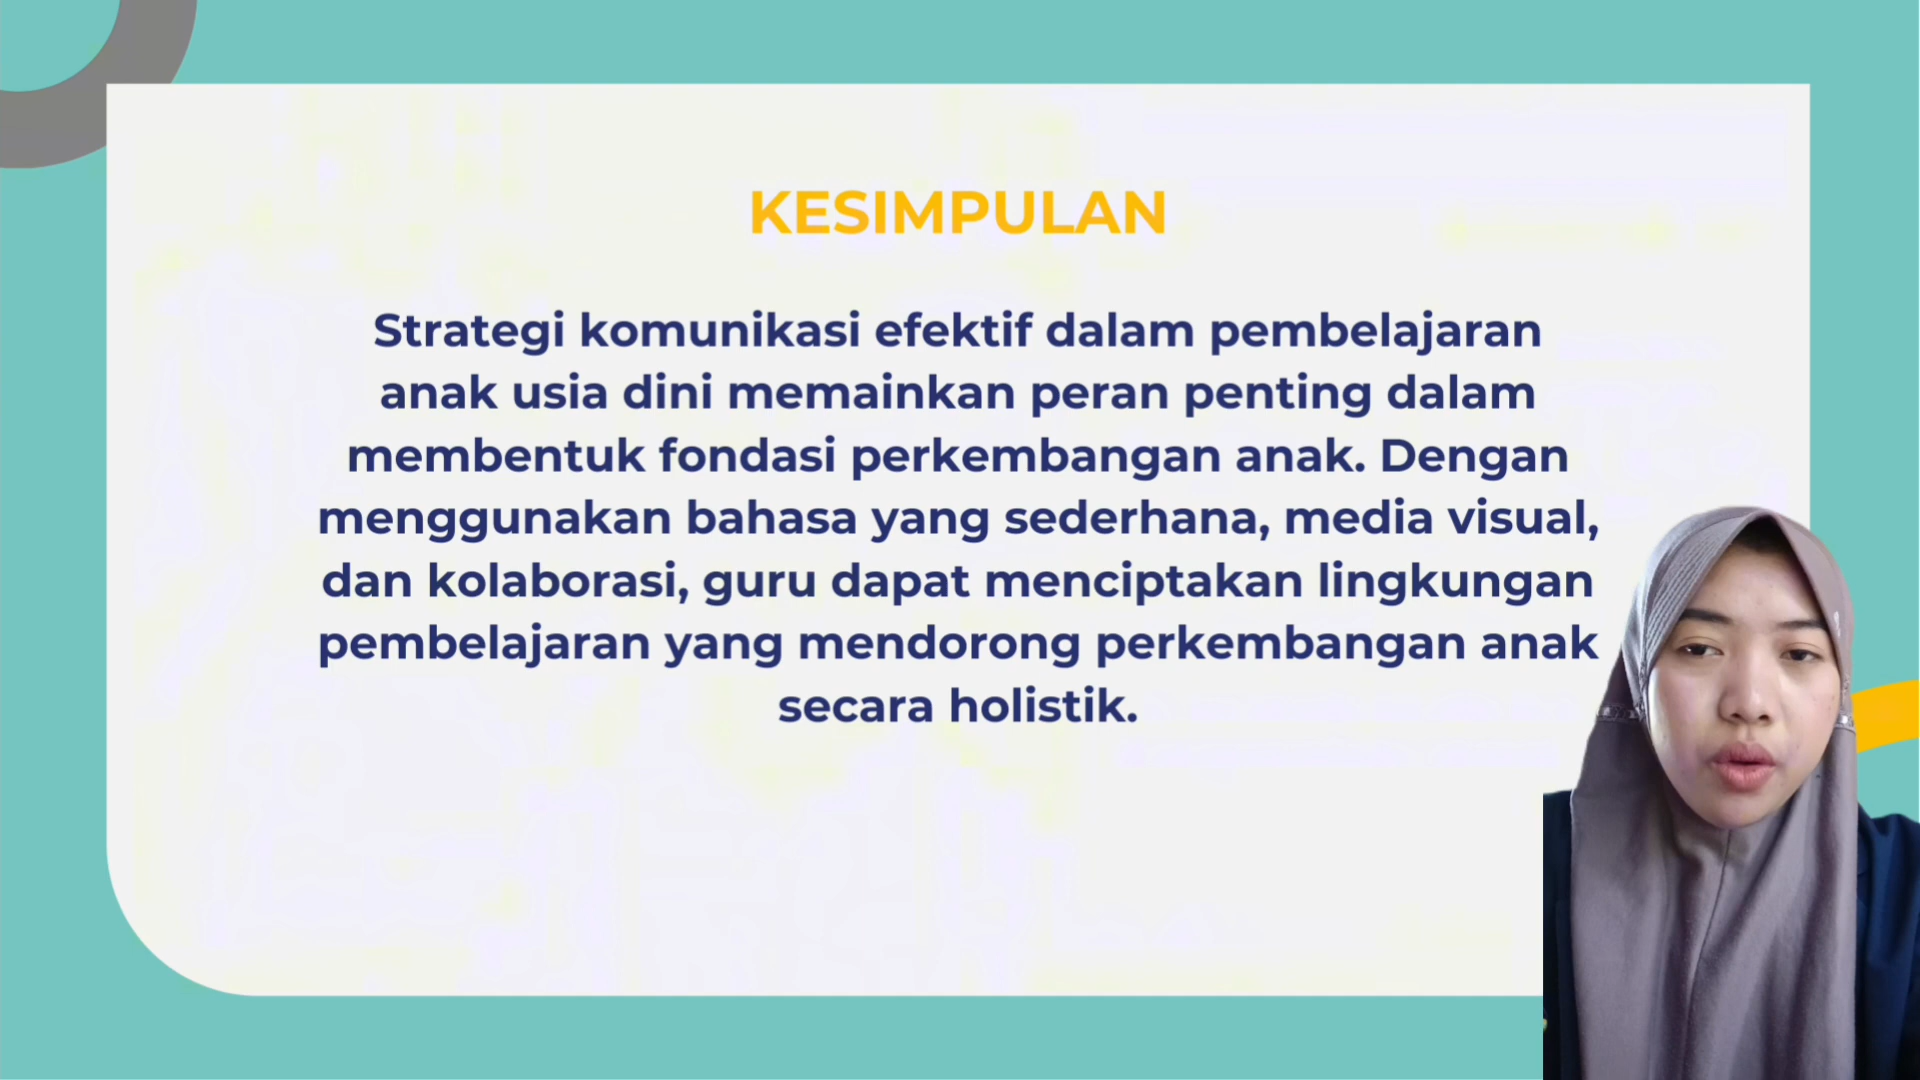 KESIMPULAN
Strategi komunikasi efektif dalam pembelajaran
anak usia dini memainkan peran penting dalam
membentuk fondasi perkembangan anak. Dengan
menggunakan bahasa yang sederhana, media visual,
dan kolaborasi, guru dapat menciptakan lingkungan
pembelajaran yang mendorong perkembangan anak
secara holistik.